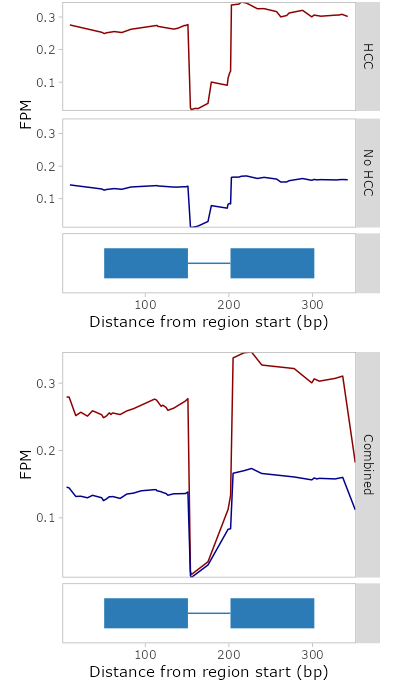 0.3
0.2
0.1
HCC
FPM
0.3
0.2
0.1
No HCC
100 200 300
Distance from region start (bp)
0.3
0.2
0.1
FPM
Combined
100 200 300
Distance from region start (bp)